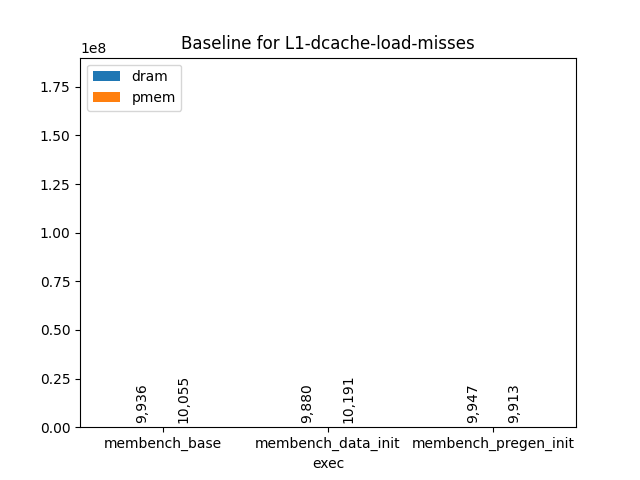 Baseline for L1-dcache-load-misses
1e8
dram
pmem
1.75
1.50
1.25
1.00
0.75
0.50
0.25
0.00
9,936
10,055
9,880
10,191
9,947
9,913
membench_base
membench_data_init
membench_pregen_init
exec